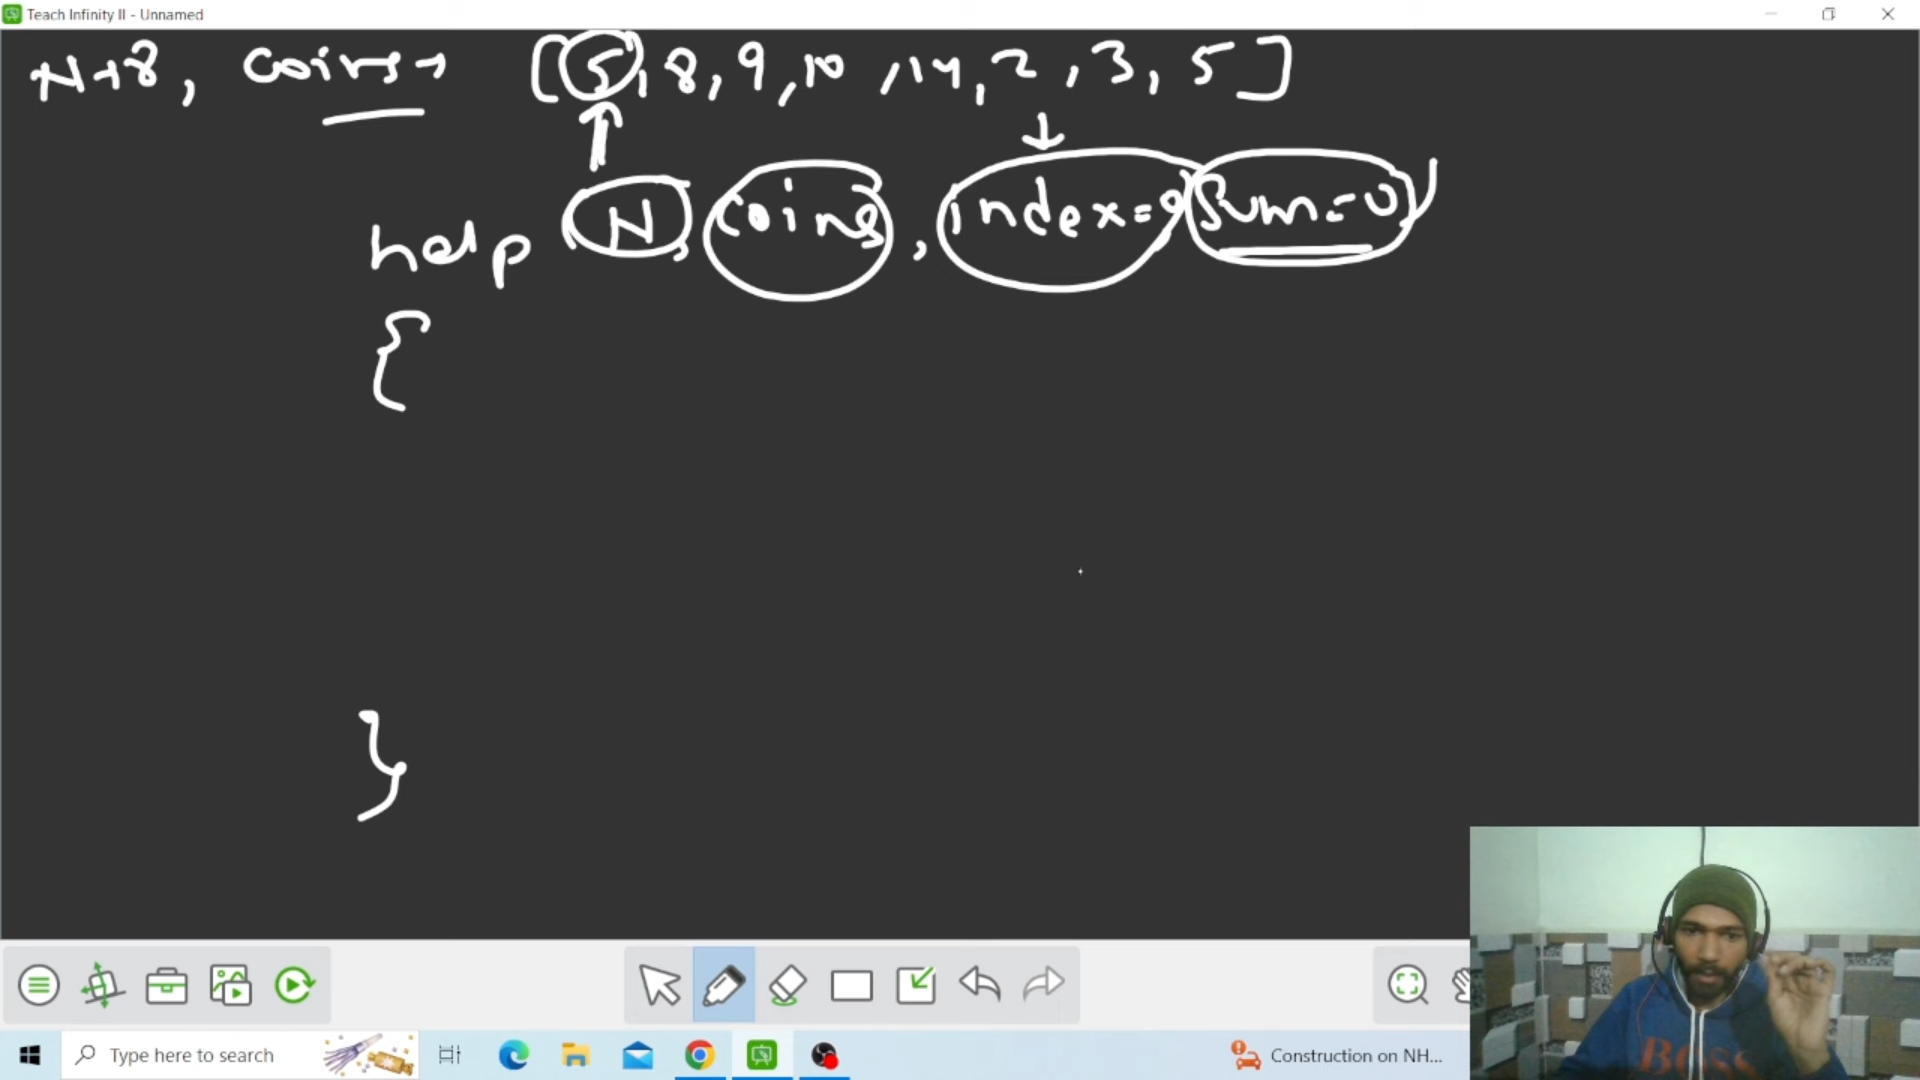 Teach Infinity II - Unnamed
N→8, coins→ [5, 8, 9, 10, 14, 2, 3, 5]
help (N, coins, index=0, sum=0)
{
}
BOSS
Type here to search
Construction on NH...